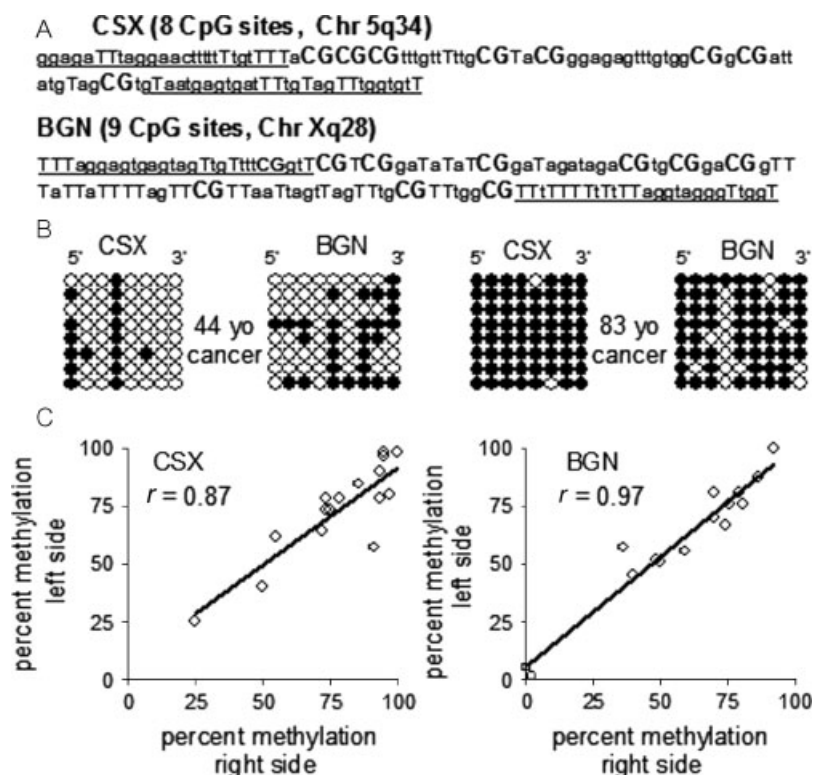 A
CSX (8 CpG sites, Chr 5q34)
ggagaTTtaggaactttttTtgtTTTaCGCGCGtttgttTttgCGTaCGggagagtttgtggCGgCGatt
atgTagCGtgTaatgagtgatTTtgTagTTtggtgtT
BGN (9 CpG sites, Chr Xq28)
TTTaggagtgagtagTtgTtttCGgtTCGTCGgaTaTaTCGgaTagatagaCGtgCGgaCGgTT
TaTTaTTTTagTTCGTTaaTtagtTagTTtgCGTTtggCGTTtTTTTtTtTTaggtagggTtggT
B
5' CSX 3'
5' BGN 3'
5' CSX 3'
5' BGN 3'
44 yo
cancer
83 yo
cancer
C
CSX
r = 0.87
percent methylation
left side
100
75
50
25
0
0 25 50 75 100
percent methylation
right side
BGN
r = 0.97
percent methylation
left side
100
75
50
25
0
0 25 50 75 100
percent methylation
right side